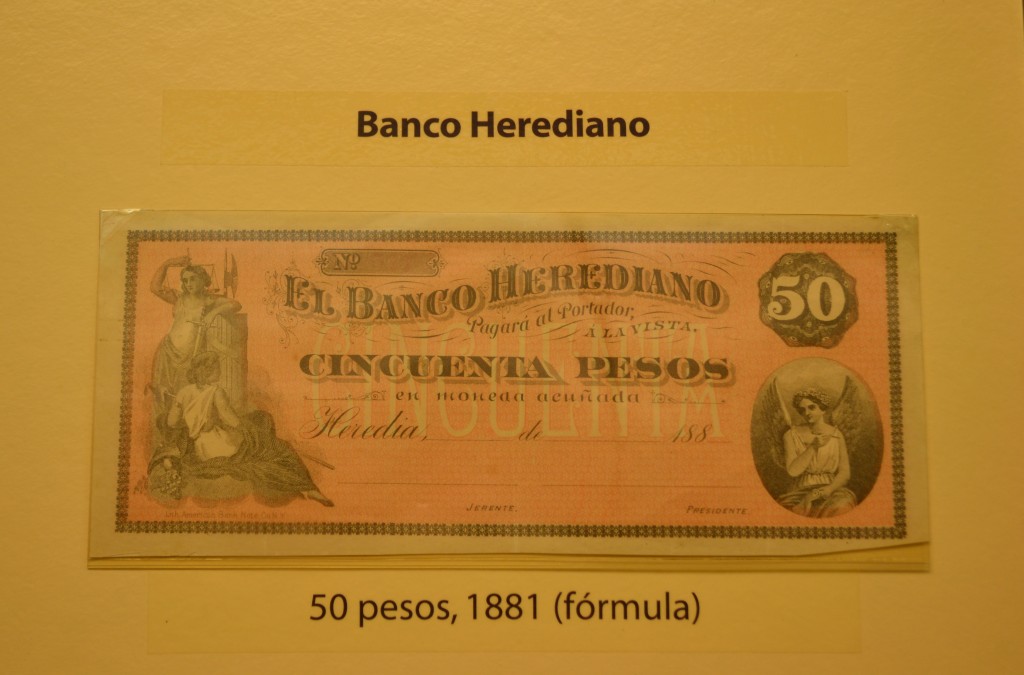 Banco Herediano
Nº
EL BANCO HEREDIANO
50
Pagará al Portador,
A LA VISTA,
CINCUENTA
CINCUENTA PESOS
en moneda acuñada
Heredia, de 188
JERENTE.
PRESIDENTE.
50 pesos, 1881 (fórmula)